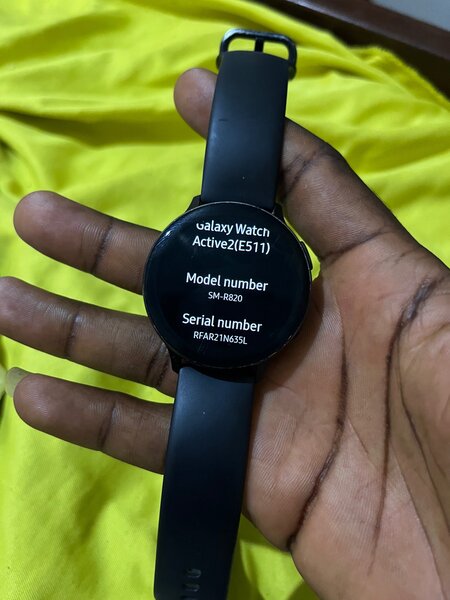 Galaxy Watch
Active2(E511)
Model number
SM-R820
Serial number
RFAR21N635L